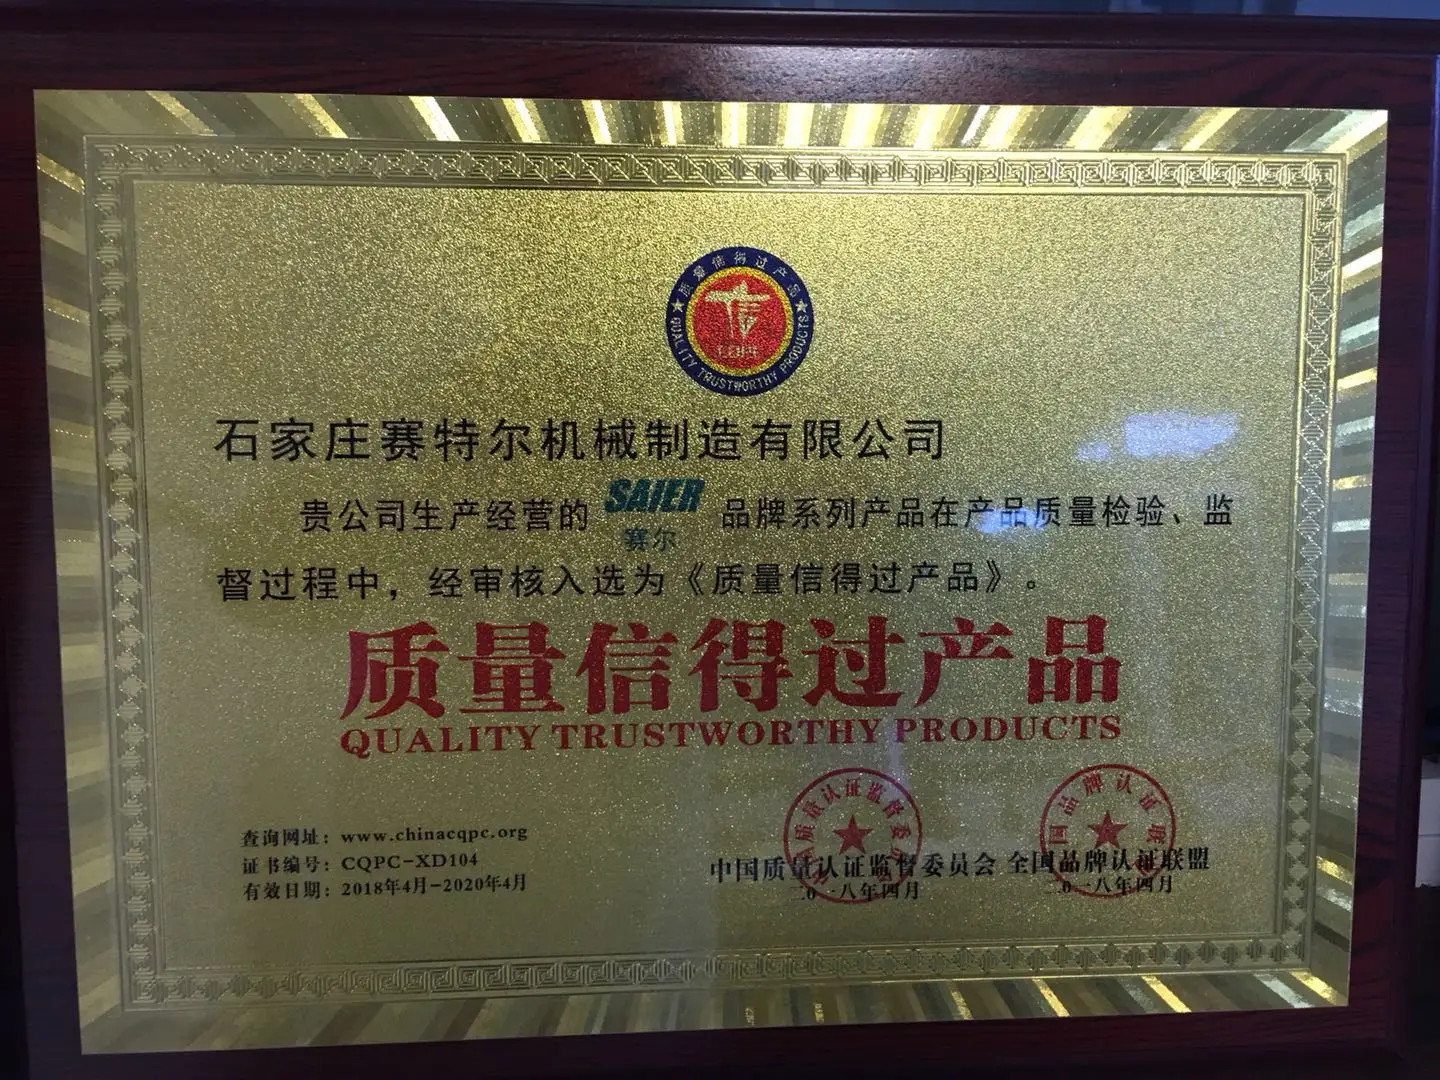 质量信得过产品
信
CQPC
QUALITY TRUSTWORTHY PRODUCTS
石家庄赛特尔机械制造有限公司
贵公司生产经营的 SAIER 赛尔 品牌系列产品在产品质量检验、监
督过程中，经审核入选为《质量信得过产品》。
质量信得过产品
QUALITY TRUSTWORTHY PRODUCTS
查询网址：www.chinacqpc.org
证书编号：CQPC-XD104
有效日期：2018年4月-2020年4月
中国质量认证监督委员会 全国品牌认证联盟
二0一八年四月 二0一八年四月